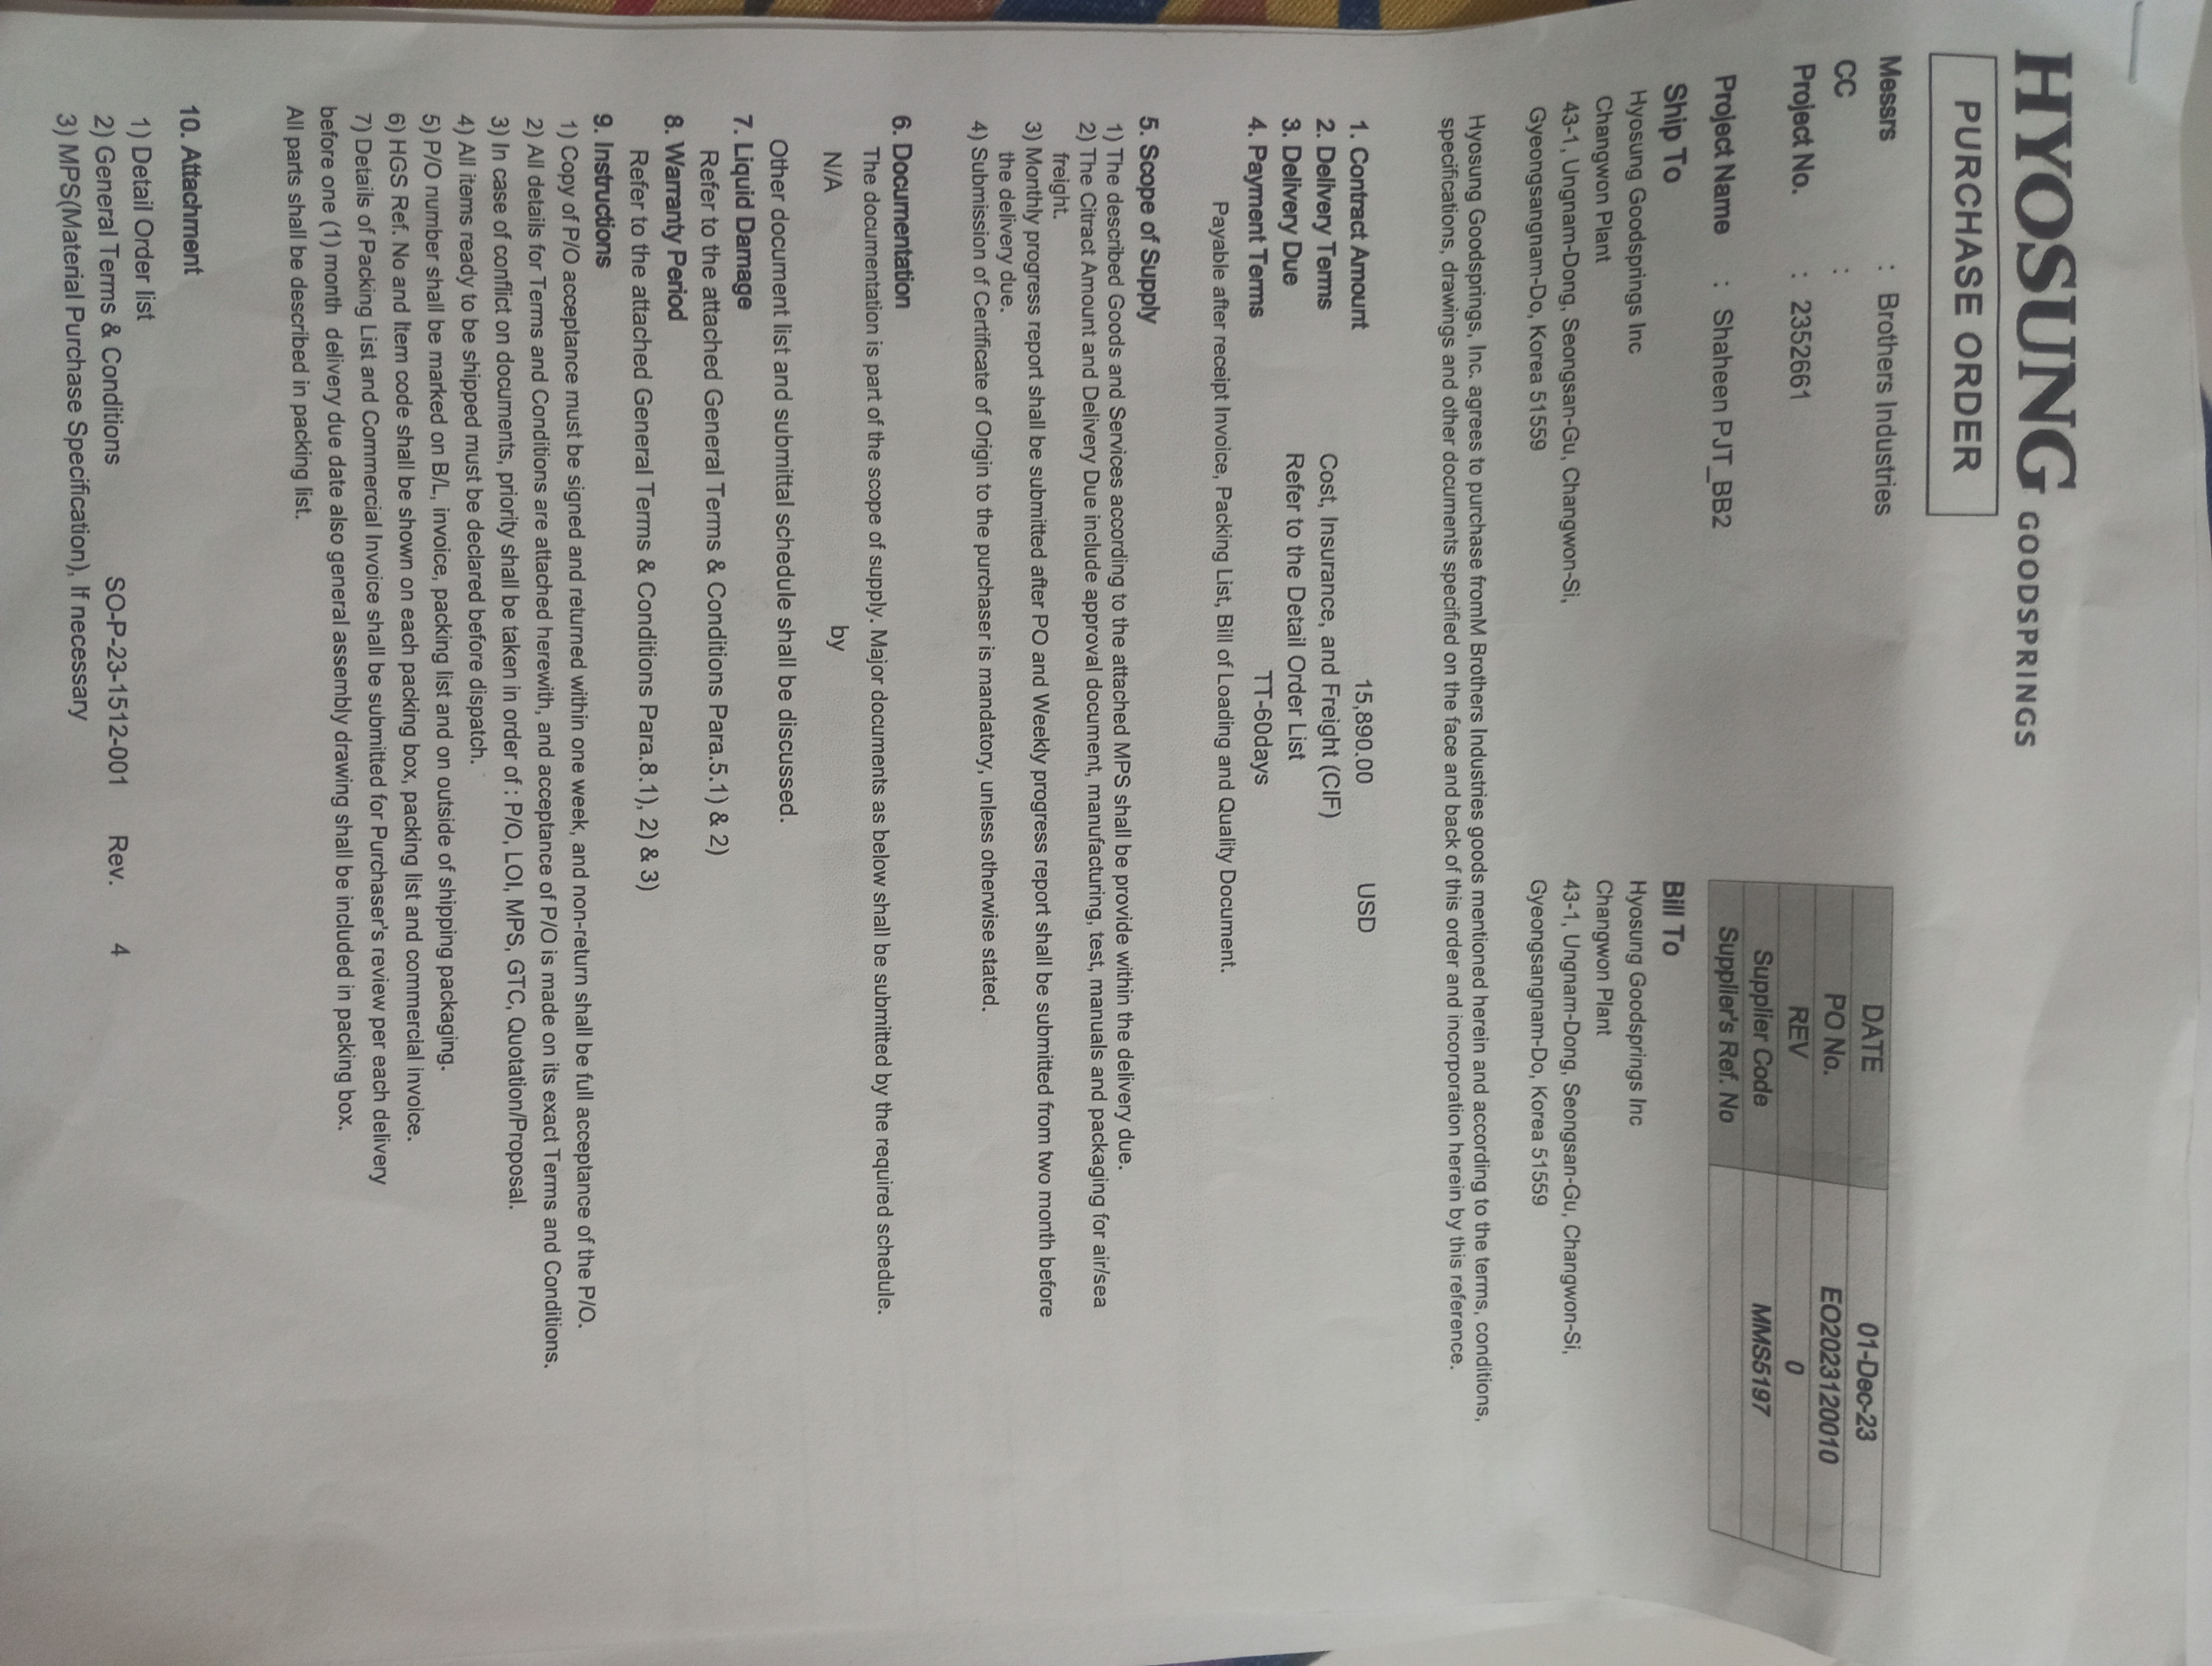 HYOSUNG GOODSPRINGS
PURCHASE ORDER
Messrs : Brothers Industries
CC :
Project No. : 2352661
Project Name : Shaheen PJT_BB2
DATE 01-Dec-23
PO No. EO2023120010
REV 0
Supplier Code MMS5197
Supplier's Ref. No
Ship To
Hyosung Goodsprings Inc
Changwon Plant
43-1, Ungnam-Dong, Seongsan-Gu, Changwon-Si,
Gyeongsangnam-Do, Korea 51559
Bill To
Hyosung Goodsprings Inc
Changwon Plant
43-1, Ungnam-Dong, Seongsan-Gu, Changwon-Si,
Gyeongsangnam-Do, Korea 51559
Hyosung Goodsprings, Inc. agrees to purchase fromM Brothers Industries goods mentioned herein and according to the terms, conditions,
specifications, drawings and other documents specified on the face and back of this order and incorporation herein by this reference.
1. Contract Amount 15,890.00 USD
2. Delivery Terms Cost, Insurance, and Freight (CIF)
3. Delivery Due Refer to the Detail Order List
4. Payment Terms TT-60days
Payable after receipt Invoice, Packing List, Bill of Loading and Quality Document.
5. Scope of Supply
1) The described Goods and Services according to the attached MPS shall be provide within the delivery due.
2) The Citract Amount and Delivery Due include approval document, manufacturing, test, manuals and packaging for air/sea
freight.
3) Monthly progress report shall be submitted after PO and Weekly progress report shall be submitted from two month before
the delivery due.
4) Submission of Certificate of Origin to the purchaser is mandatory, unless otherwise stated.
6. Documentation
The documentation is part of the scope of supply. Major documents as below shall be submitted by the required schedule.
N/A by
Other document list and submittal schedule shall be discussed.
7. Liquid Damage
Refer to the attached General Terms & Conditions Para.5.1) & 2)
8. Warranty Period
Refer to the attached General Terms & Conditions Para.8.1), 2) & 3)
9. Instructions
1) Copy of P/O acceptance must be signed and returned within one week, and non-return shall be full acceptance of the P/O.
2) All details for Terms and Conditions are attached herewith, and acceptance of P/O is made on its exact Terms and Conditions.
3) In case of conflict on documents, priority shall be taken in order of : P/O, LOI, MPS, GTC, Quotation/Proposal.
4) All items ready to be shipped must be declared before dispatch.
5) P/O number shall be marked on B/L, invoice, packing list and on outside of shipping packaging.
6) HGS Ref. No and Item code shall be shown on each packing box, packing list and commercial invoice.
7) Details of Packing List and Commercial Invoice shall be submitted for Purchaser's review per each delivery
before one (1) month delivery due date also general assembly drawing shall be included in packing box.
All parts shall be described in packing list.
10. Attachment
1) Detail Order list
2) General Terms & Conditions SO-P-23-1512-001 Rev. 4
3) MPS(Material Purchase Specification), If necessary